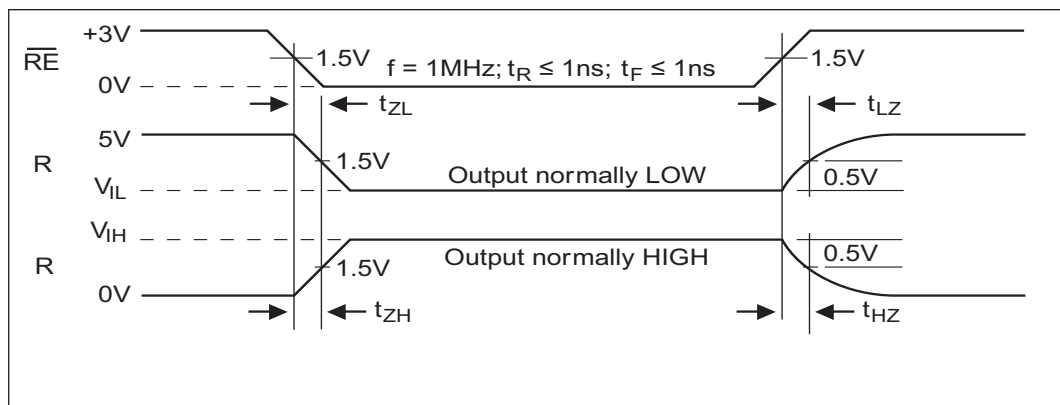 +3V
RE
1.5V
f = 1MHz; tR ≤ 1ns; tF ≤ 1ns
1.5V
0V
tZL
tLZ
5V
R
1.5V
Output normally LOW
0.5V
VIL
VIH
R
1.5V
Output normally HIGH
0.5V
0V
tZH
tHZ